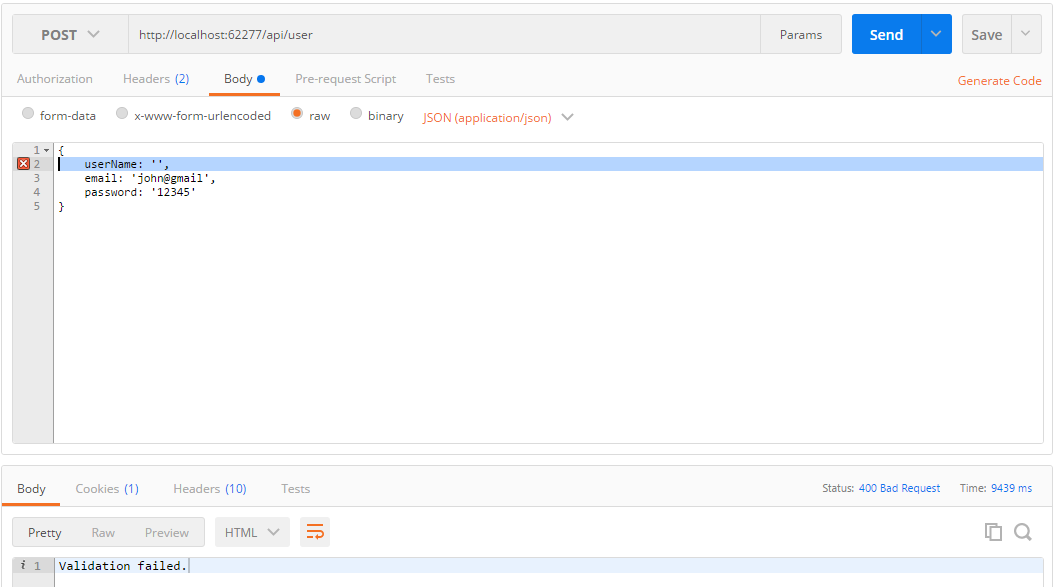 POST http://localhost:62277/api/user Params Send Save
Authorization Headers (2) Body Pre-request Script Tests Generate Code
form-data x-www-form-urlencoded raw binary JSON (application/json)
1 {
2 userName: '',
3 email: 'john@gmail',
4 password: '12345'
5 }
Body Cookies (1) Headers (10) Tests Status: 400 Bad Request Time: 9439 ms
Pretty Raw Preview HTML
i 1 Validation failed.